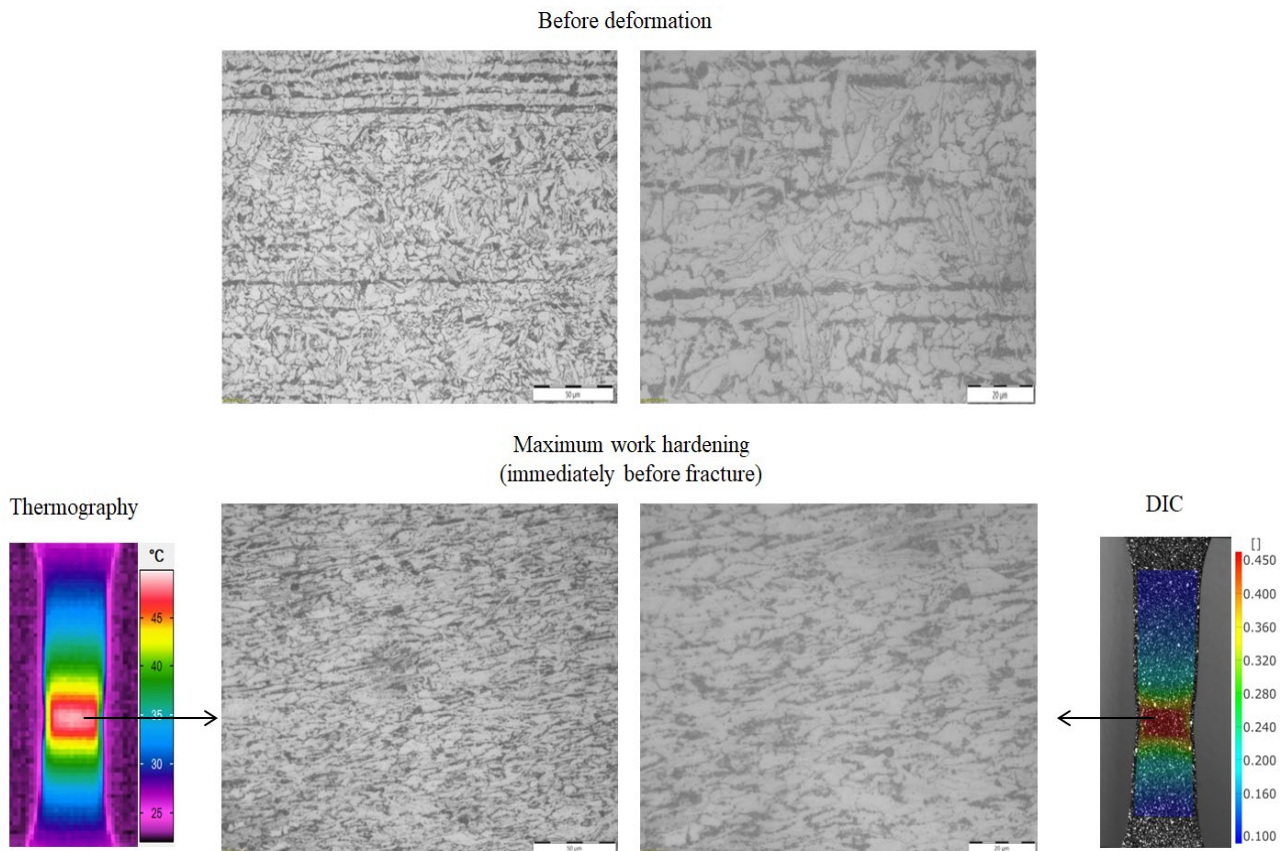 Before deformation
50 µm
20 µm
Maximum work hardening
(immediately before fracture)
Thermography
°C
45
40
35
30
25
50 µm
20 µm
DIC
[]
0.450
0.400
0.360
0.320
0.280
0.240
0.200
0.160
0.100